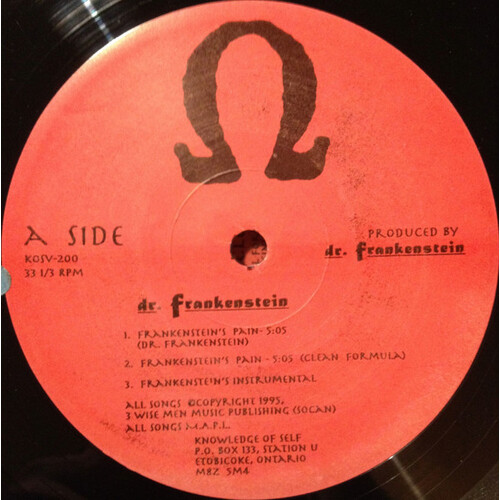 A SIDE
KOSV-200
33 1/3 RPM
PRODUCED BY
dr. Frankenstein
dr. Frankenstein
1. FRANKENSTEIN'S PAIN - 5:05
(DR. FRANKENSTEIN)
2. FRANKENSTEIN'S PAIN - 5:05 (CLEAN FORMULA)
3. FRANKENSTEIN'S INSTRUMENTAL
ALL SONGS ©COPYRIGHT 1995,
3 WISE MEN MUSIC PUBLISHING (SOCAN)
ALL SONGS M.A.P.L.
KNOWLEDGE OF SELF
P.O. BOX 133, STATION U
ETOBICOKE, ONTARIO
M8Z 5M4